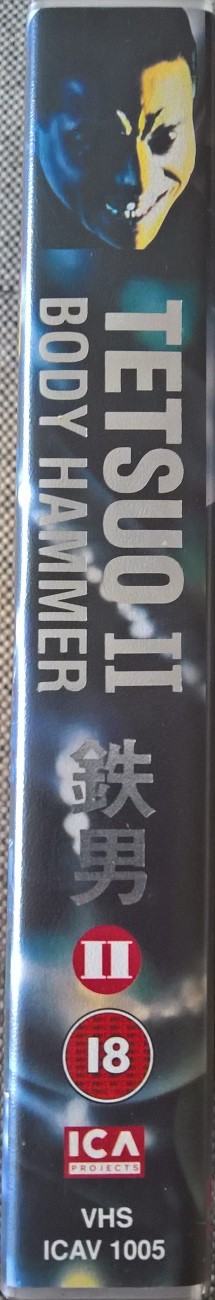 TETSUO II
BODY HAMMER
鉄男
II
18
ICA
PROJECTS
VHS
ICAV 1005